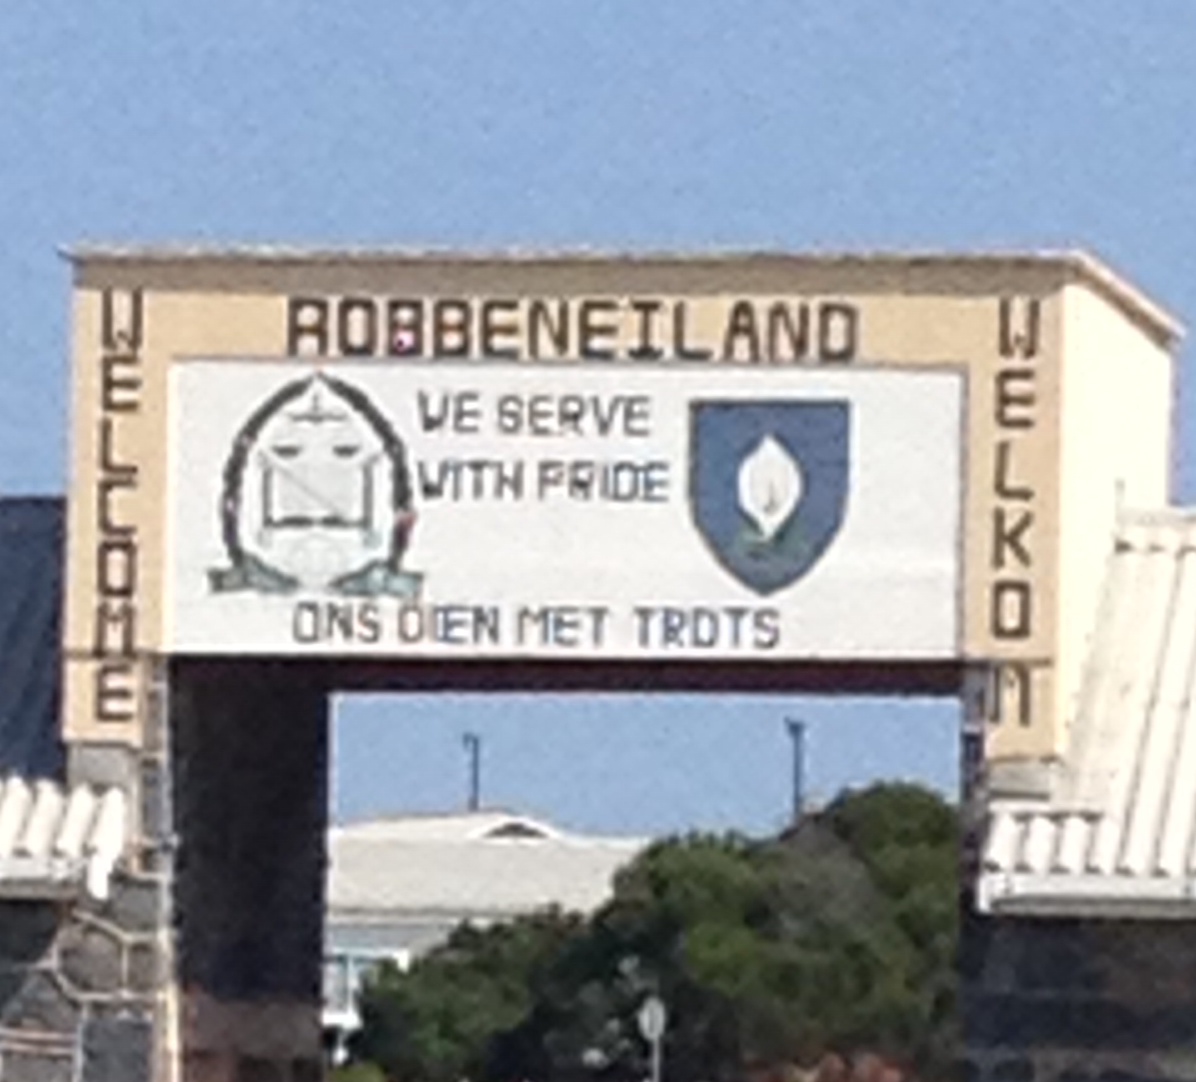 ROBBENEILAND
WELCOME
WE SERVE
WITH PRIDE
ONS DIEN MET TROTS
WELKOM